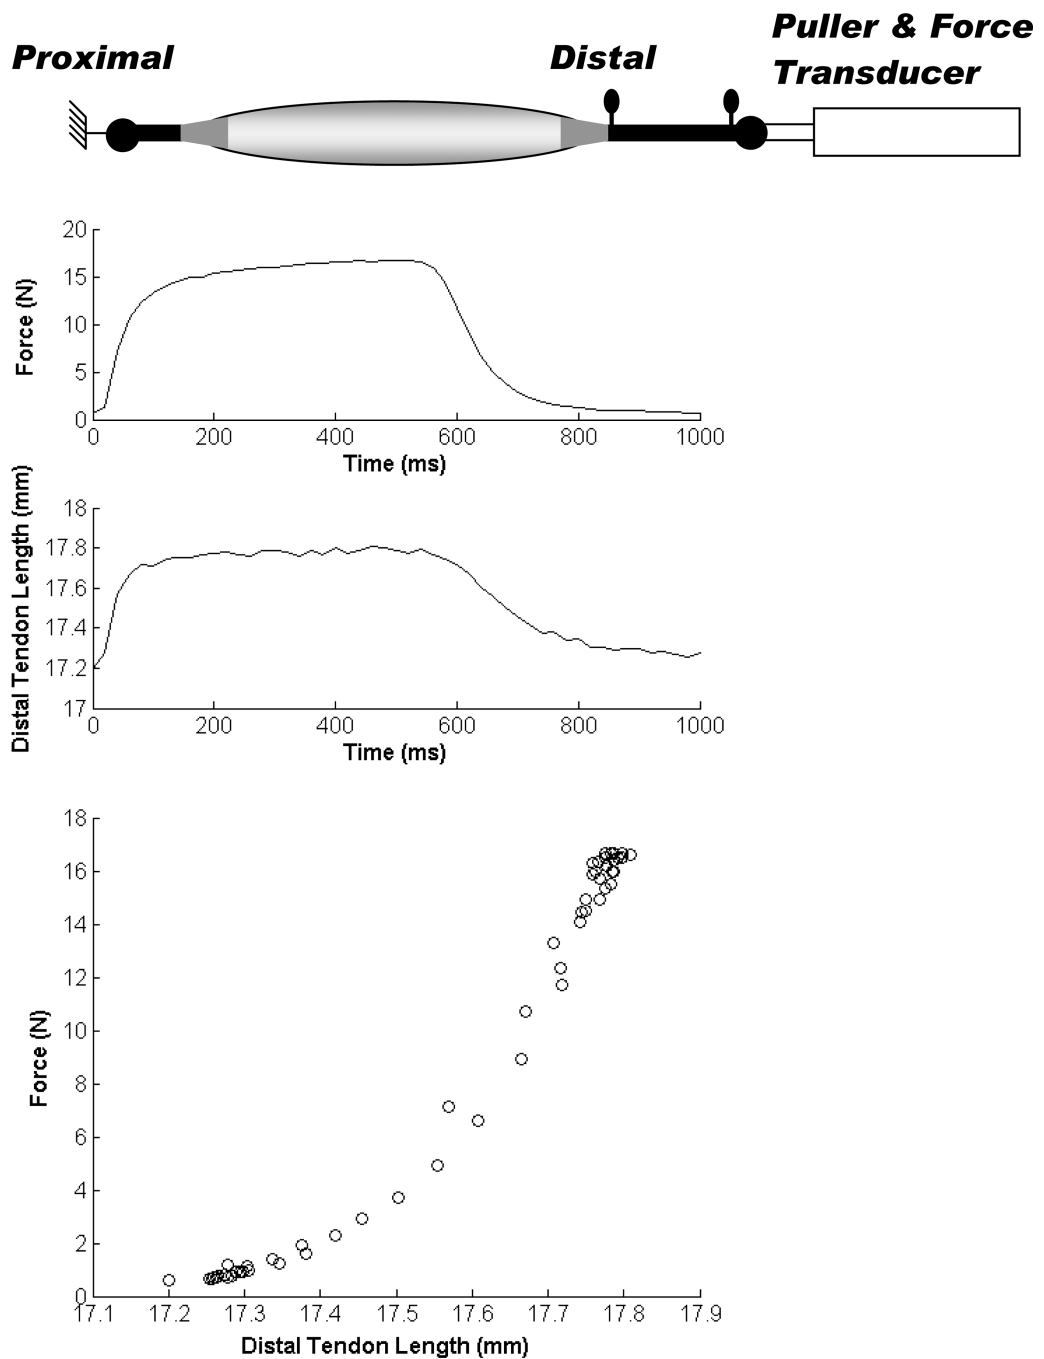 Puller & Force
Proximal
Distal
Transducer
20
15
10
5
0
Force (N)
0 200 400 600 800 1000
Time (ms)
18
17.8
17.6
17.4
17.2
17
Distal Tendon Length (mm)
0 200 400 600 800 1000
Time (ms)
18
16
14
12
10
8
6
4
2
0
Force (N)
17.1 17.2 17.3 17.4 17.5 17.6 17.7 17.8 17.9
Distal Tendon Length (mm)